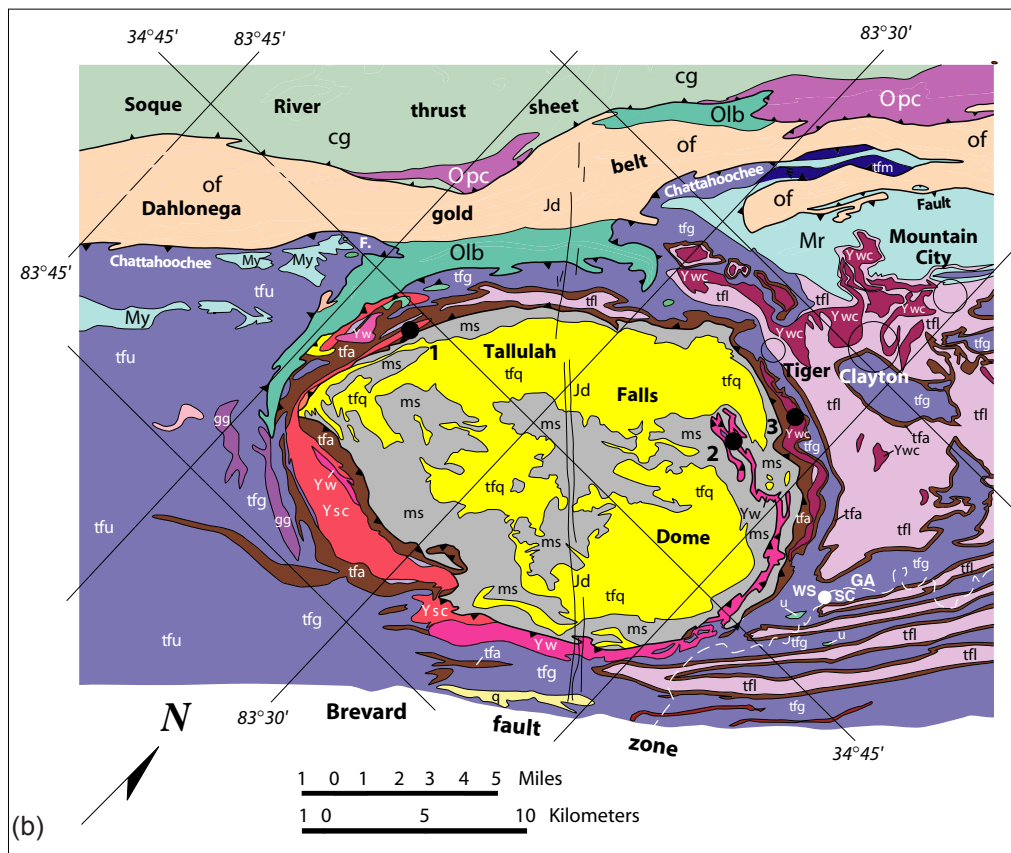 34°45' 83°45' 83°30'
Soque River thrust sheet cg Opc
cg Olb
of belt of of
Opc Chattahoochee tfm
Dahlonega gold Jd of Fault
Chattahoochee F. Olb tfg Mr Mountain
City
83°45' My My tfg Ywc
tfu My tfl tfl
Yw tfa ms Ywc Ywc Ywc
1 Tallulah tfl tfg
tfu tfq Jd Falls tfq Tiger Clayton
ms tfq ms tfg tfl
gg tfa ms ms 3 Ywc tfl
2 tfg tfa
Yw ms Ywc
Ysc tfq tfq
tfg ms Yw
tfu gg ms Dome ms tfa tfa tfl
tfa Jd tfg tfl
WS GA
SC
Ysc ms tfq u
tfg ms tfg u
tfu Yw tfl tfl
tfa tfg tfl
q tfg
N 83°30' Brevard fault zone 34°45'
1 0 1 2 3 4 5 Miles
1 0 5 10 Kilometers
(b)